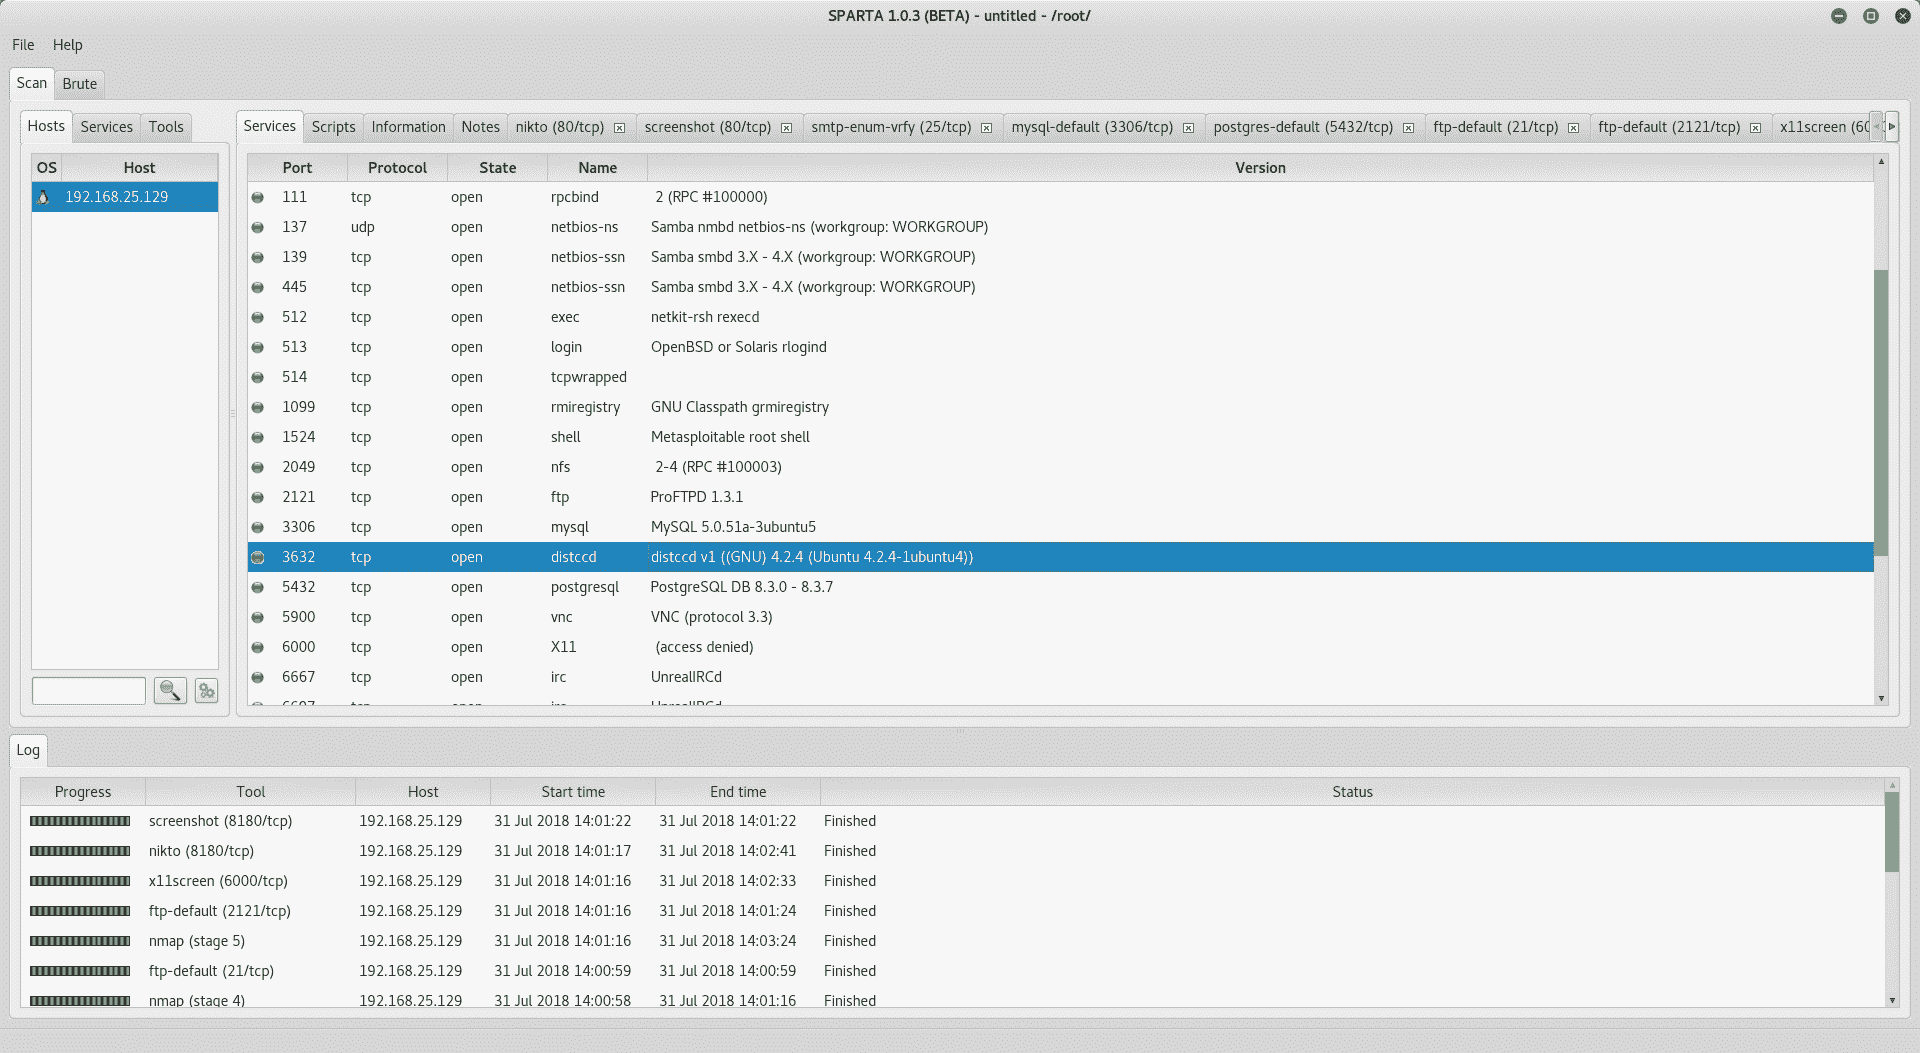 SPARTA 1.0.3 (BETA) - untitled - /root/
File Help
Scan Brute
Hosts Services Tools
Services Scripts Information Notes nikto (80/tcp) screenshot (80/tcp) smtp-enum-vrfy (25/tcp) mysql-default (3306/tcp) postgres-default (5432/tcp) ftp-default (21/tcp) ftp-default (2121/tcp) x11screen (60
OS Host
192.168.25.129
Port Protocol State Name Version
111 tcp open rpcbind 2 (RPC #100000)
137 udp open netbios-ns Samba nmbd netbios-ns (workgroup: WORKGROUP)
139 tcp open netbios-ssn Samba smbd 3.X - 4.X (workgroup: WORKGROUP)
445 tcp open netbios-ssn Samba smbd 3.X - 4.X (workgroup: WORKGROUP)
512 tcp open exec netkit-rsh rexecd
513 tcp open login OpenBSD or Solaris rlogind
514 tcp open tcpwrapped
1099 tcp open rmiregistry GNU Classpath grmiregistry
1524 tcp open shell Metasploitable root shell
2049 tcp open nfs 2-4 (RPC #100003)
2121 tcp open ftp ProFTPD 1.3.1
3306 tcp open mysql MySQL 5.0.51a-3ubuntu5
3632 tcp open distccd distccd v1 ((GNU) 4.2.4 (Ubuntu 4.2.4-1ubuntu4))
5432 tcp open postgresql PostgreSQL DB 8.3.0 - 8.3.7
5900 tcp open vnc VNC (protocol 3.3)
6000 tcp open X11 (access denied)
6667 tcp open irc UnrealIRCd
Log
Progress Tool Host Start time End time Status
screenshot (8180/tcp) 192.168.25.129 31 Jul 2018 14:01:22 31 Jul 2018 14:01:22 Finished
nikto (8180/tcp) 192.168.25.129 31 Jul 2018 14:01:17 31 Jul 2018 14:02:41 Finished
x11screen (6000/tcp) 192.168.25.129 31 Jul 2018 14:01:16 31 Jul 2018 14:02:33 Finished
ftp-default (2121/tcp) 192.168.25.129 31 Jul 2018 14:01:16 31 Jul 2018 14:01:24 Finished
nmap (stage 5) 192.168.25.129 31 Jul 2018 14:01:16 31 Jul 2018 14:03:24 Finished
ftp-default (21/tcp) 192.168.25.129 31 Jul 2018 14:00:59 31 Jul 2018 14:00:59 Finished
nmap (stage 4) 192.168.25.129 31 Jul 2018 14:00:58 31 Jul 2018 14:01:16 Finished